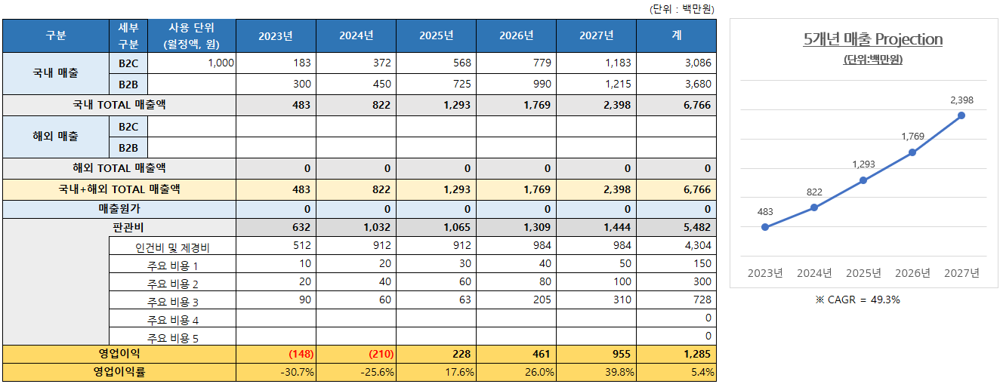 (단위 : 백만원)
구분 세부 구분 사용 단위 (월정액, 원) 2023년 2024년 2025년 2026년 2027년 계
국내 매출 B2C 1,000 183 372 568 779 1,183 3,086
B2B 300 450 725 990 1,215 3,680
국내 TOTAL 매출액 483 822 1,293 1,769 2,398 6,766
해외 매출 B2C
B2B
해외 TOTAL 매출액 0 0 0 0 0 0
국내+해외 TOTAL 매출액 483 822 1,293 1,769 2,398 6,766
매출원가 0 0 0 0 0 0
판관비 632 1,032 1,065 1,309 1,444 5,482
인건비 및 제경비 512 912 912 984 984 4,304
주요 비용 1 10 20 30 40 50 150
주요 비용 2 20 40 60 80 100 300
주요 비용 3 90 60 63 205 310 728
주요 비용 4 0
주요 비용 5 0
영업이익 (148) (210) 228 461 955 1,285
영업이익률 -30.7% -25.6% 17.6% 26.0% 39.8% 5.4%
5개년 매출 Projection
(단위:백만원)
2,398
1,769
1,293
822
483
2023년 2024년 2025년 2026년 2027년
※ CAGR = 49.3%